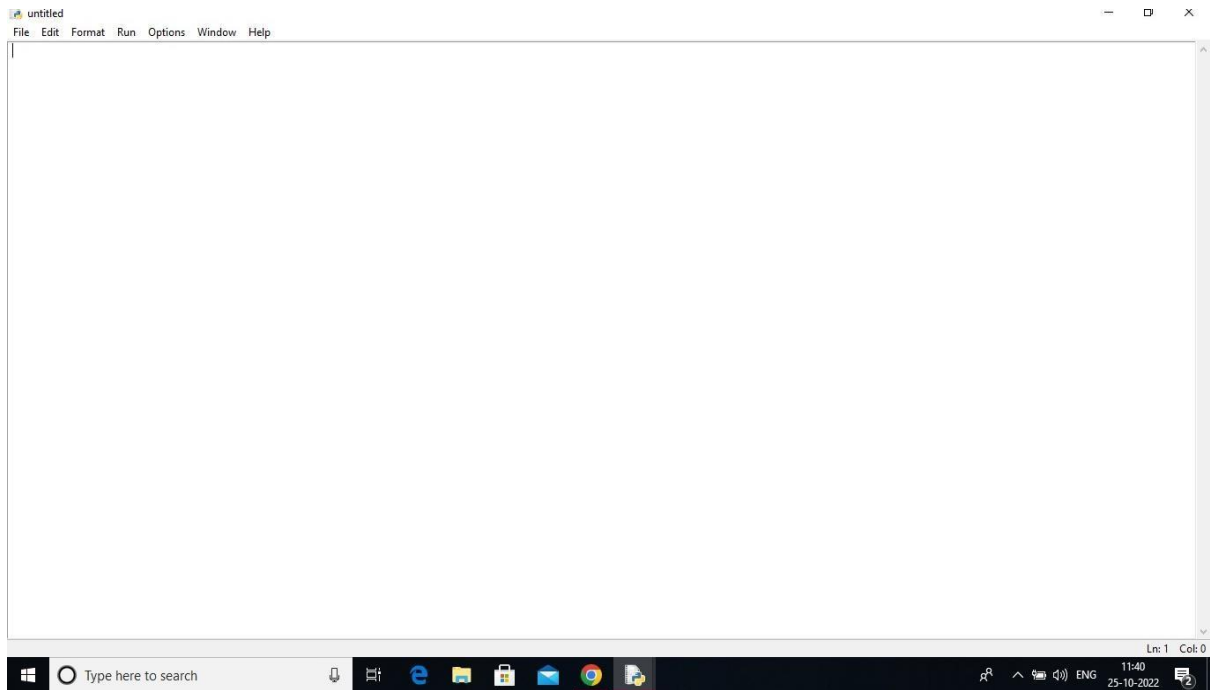 untitled
File Edit Format Run Options Window Help
Ln: 1 Col: 0
Type here to search
ENG
11:40
25-10-2022
2